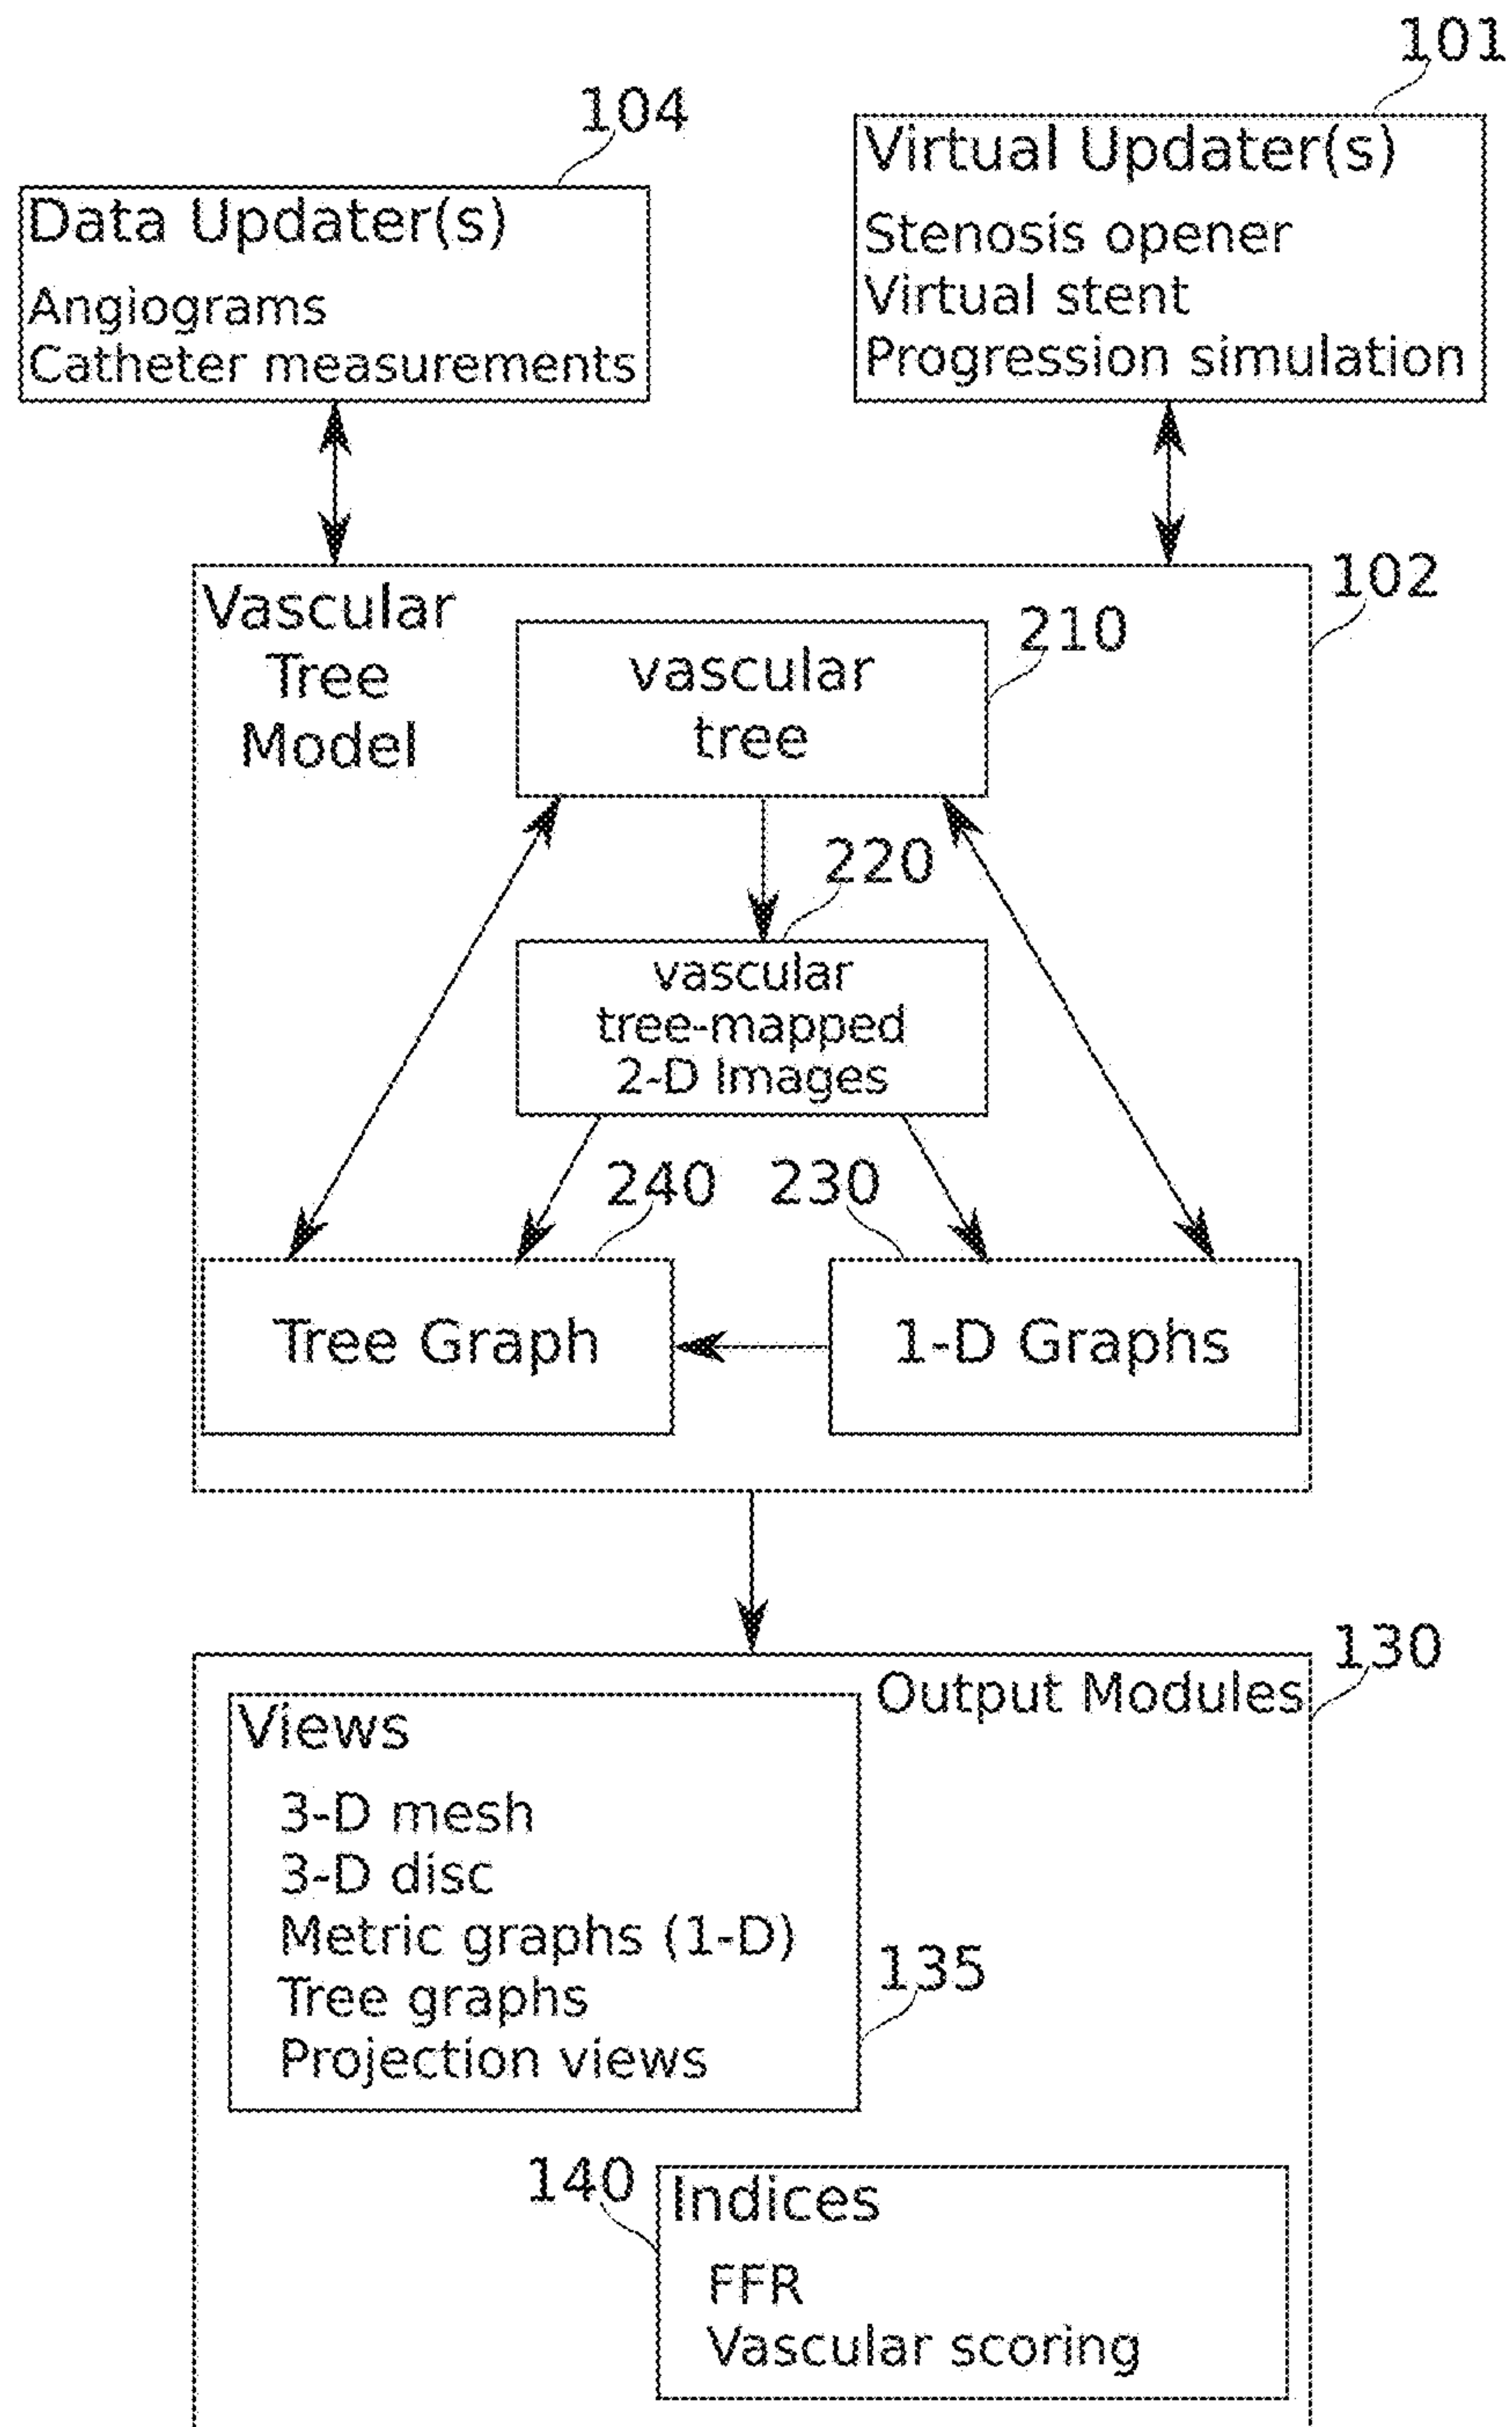 101
104
Virtual Updater(s)
Stenosis opener
Virtual stent
Progression simulation
Data Updater(s)
Angiograms
Catheter measurements
102
Vascular
Tree
Model
210
vascular
tree
220
vascular
tree-mapped
2-D Images
240
230
Tree Graph
1-D Graphs
130
Output Modules
Views
3-D mesh
3-D disc
Metric graphs (1-D)
Tree graphs
Projection views
135
140
Indices
FFR
Vascular scoring